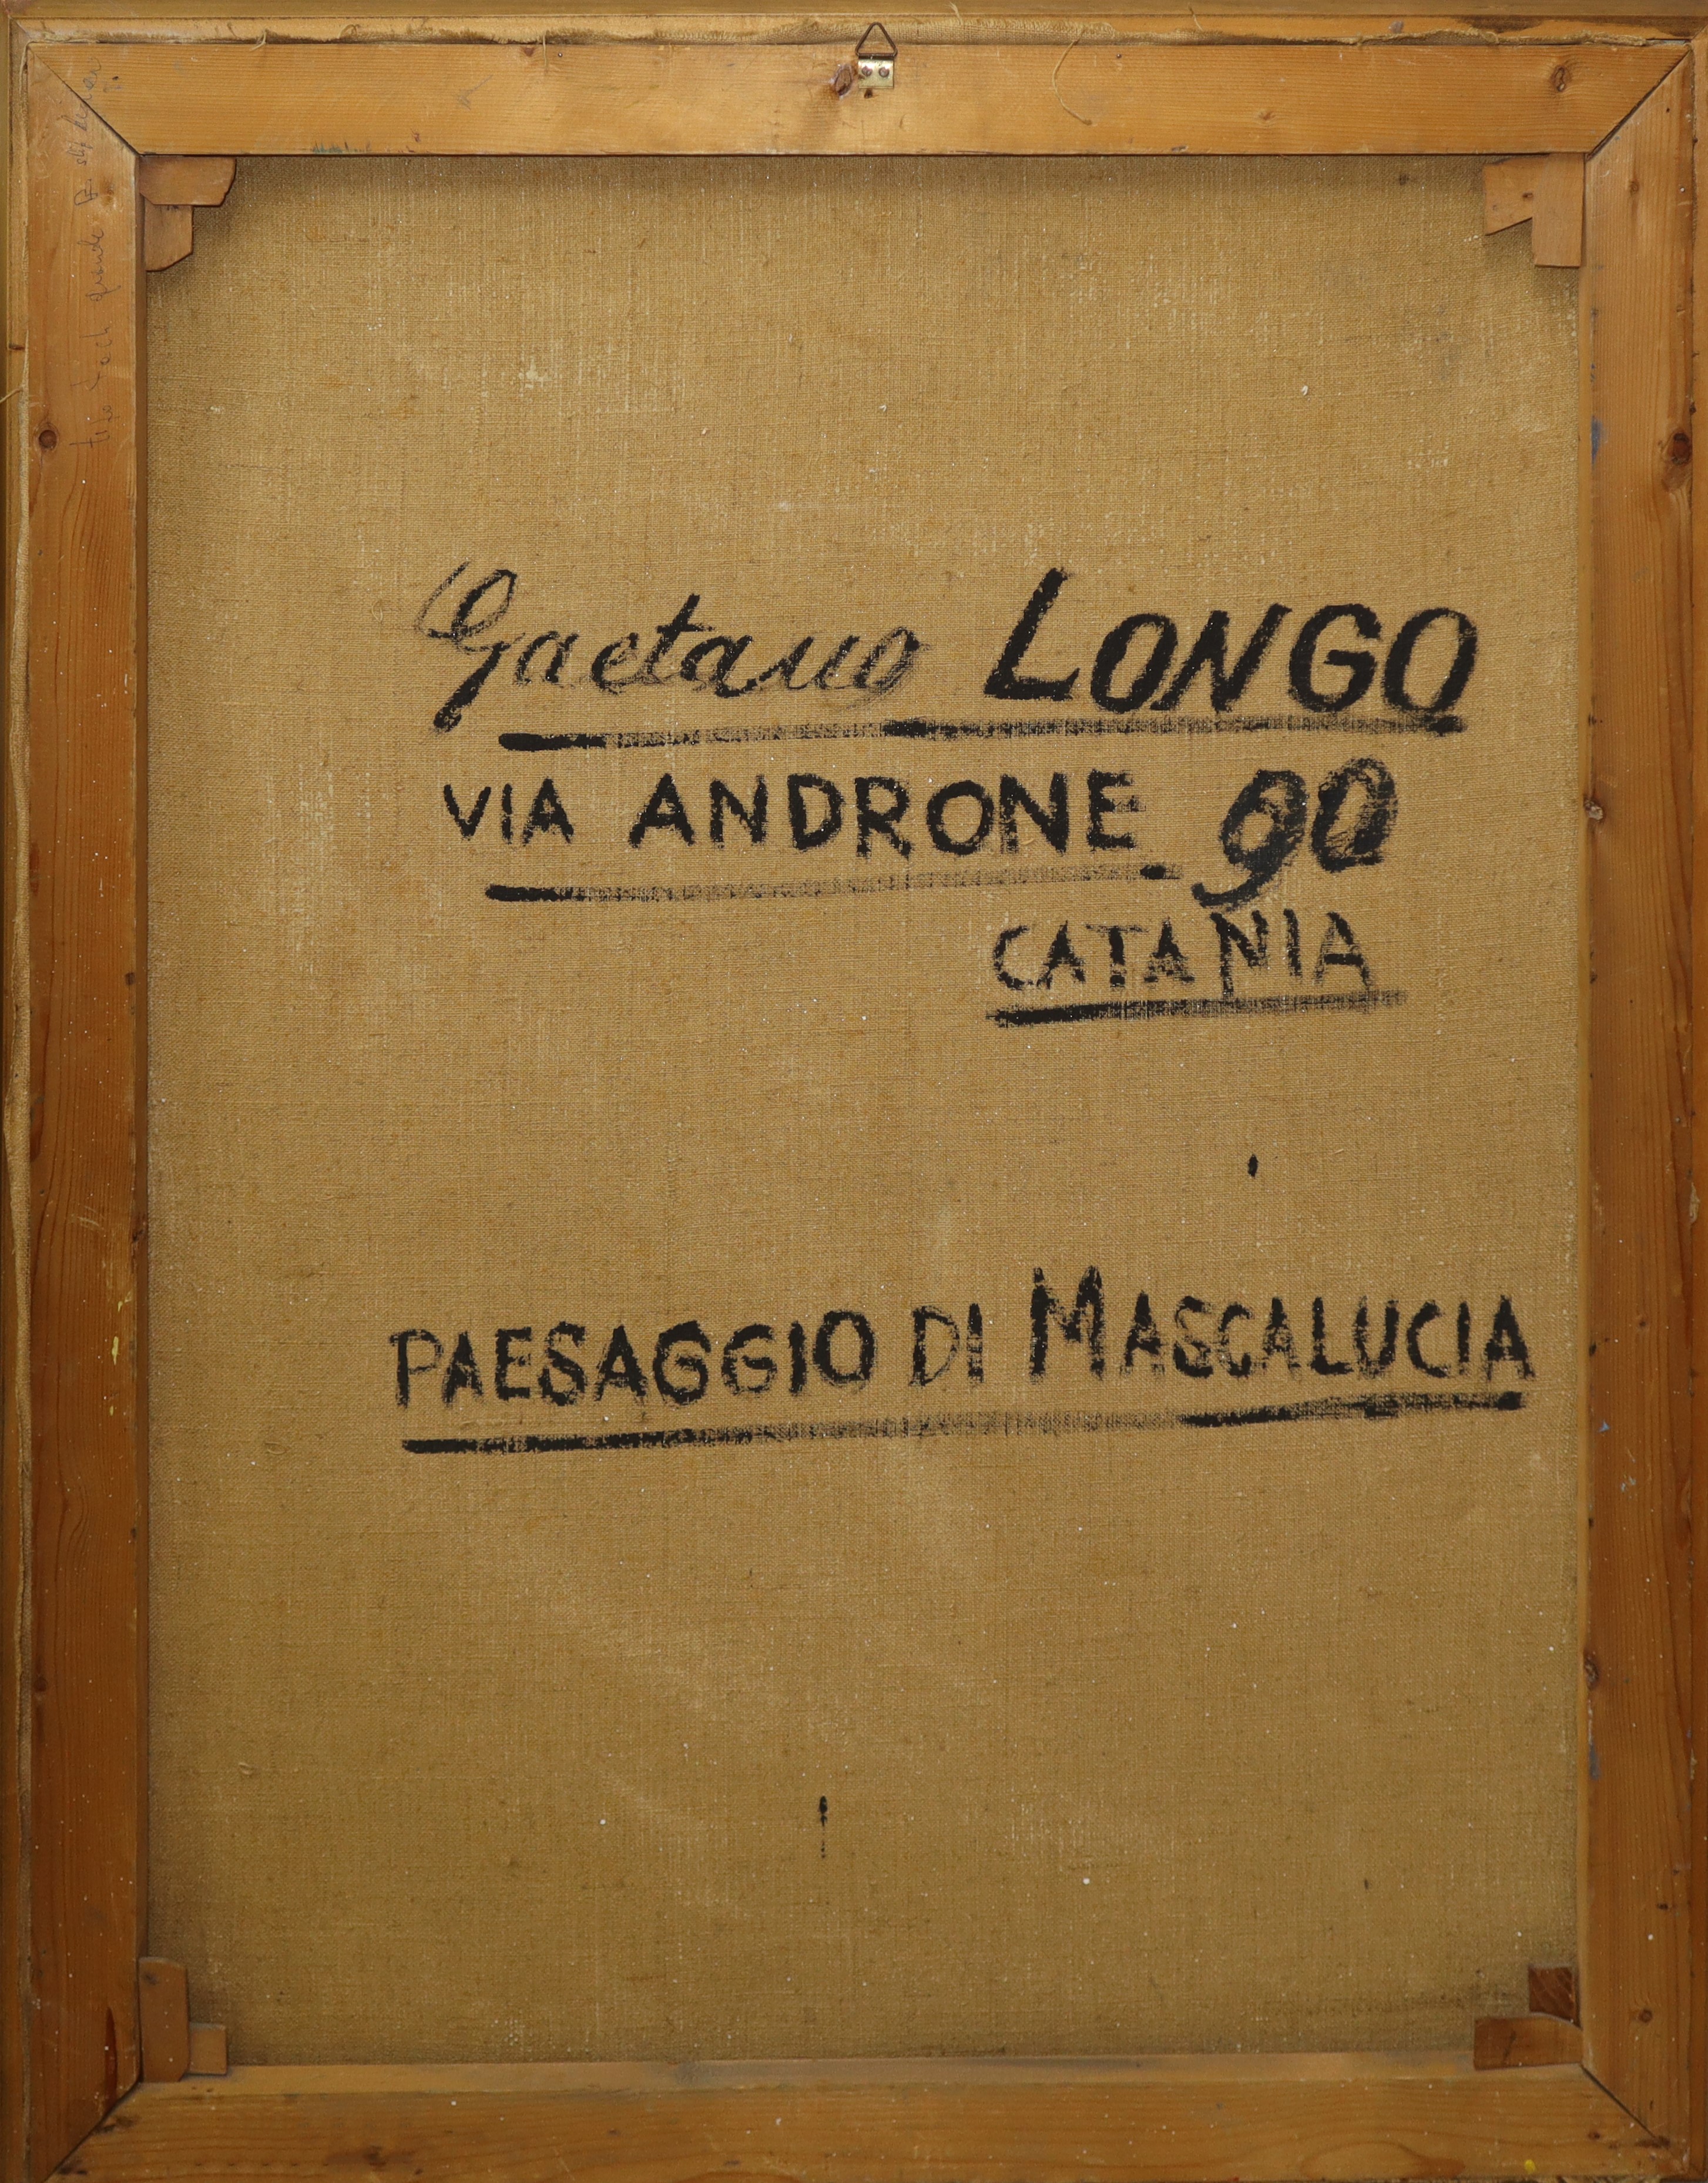 Gaetano LONGO
VIA ANDRONE 90
CATANIA
PAESAGGIO DI MASCALUCIA